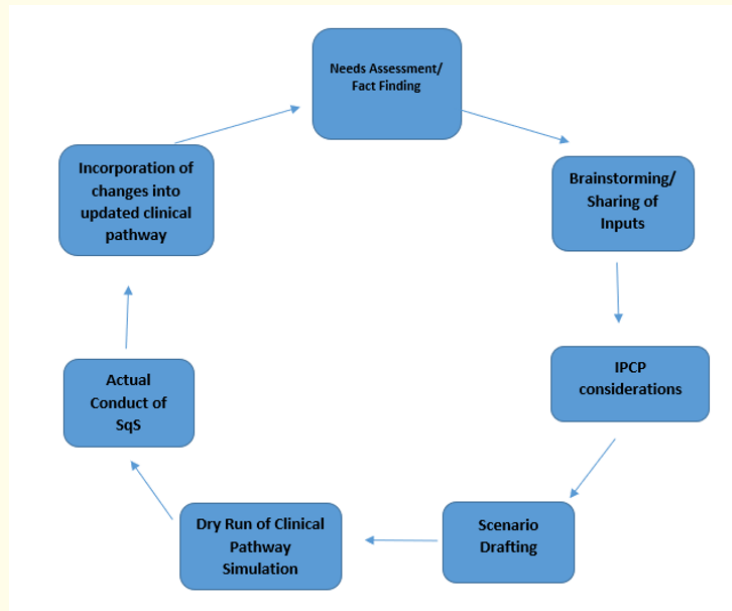 Needs Assessment/
Fact Finding
Brainstorming/
Sharing of
Inputs
IPCP
considerations
Scenario
Drafting
Dry Run of Clinical
Pathway
Simulation
Actual
Conduct of
SqS
Incorporation of
changes into
updated clinical
pathway